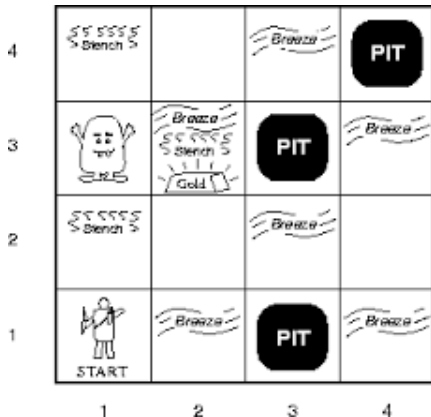 4
Stench
Breeze
PIT
3
Breeze
Stench
Gold
PIT
Breeze
2
Stench
Breeze
1
START
Breeze
PIT
Breeze
1 2 3 4